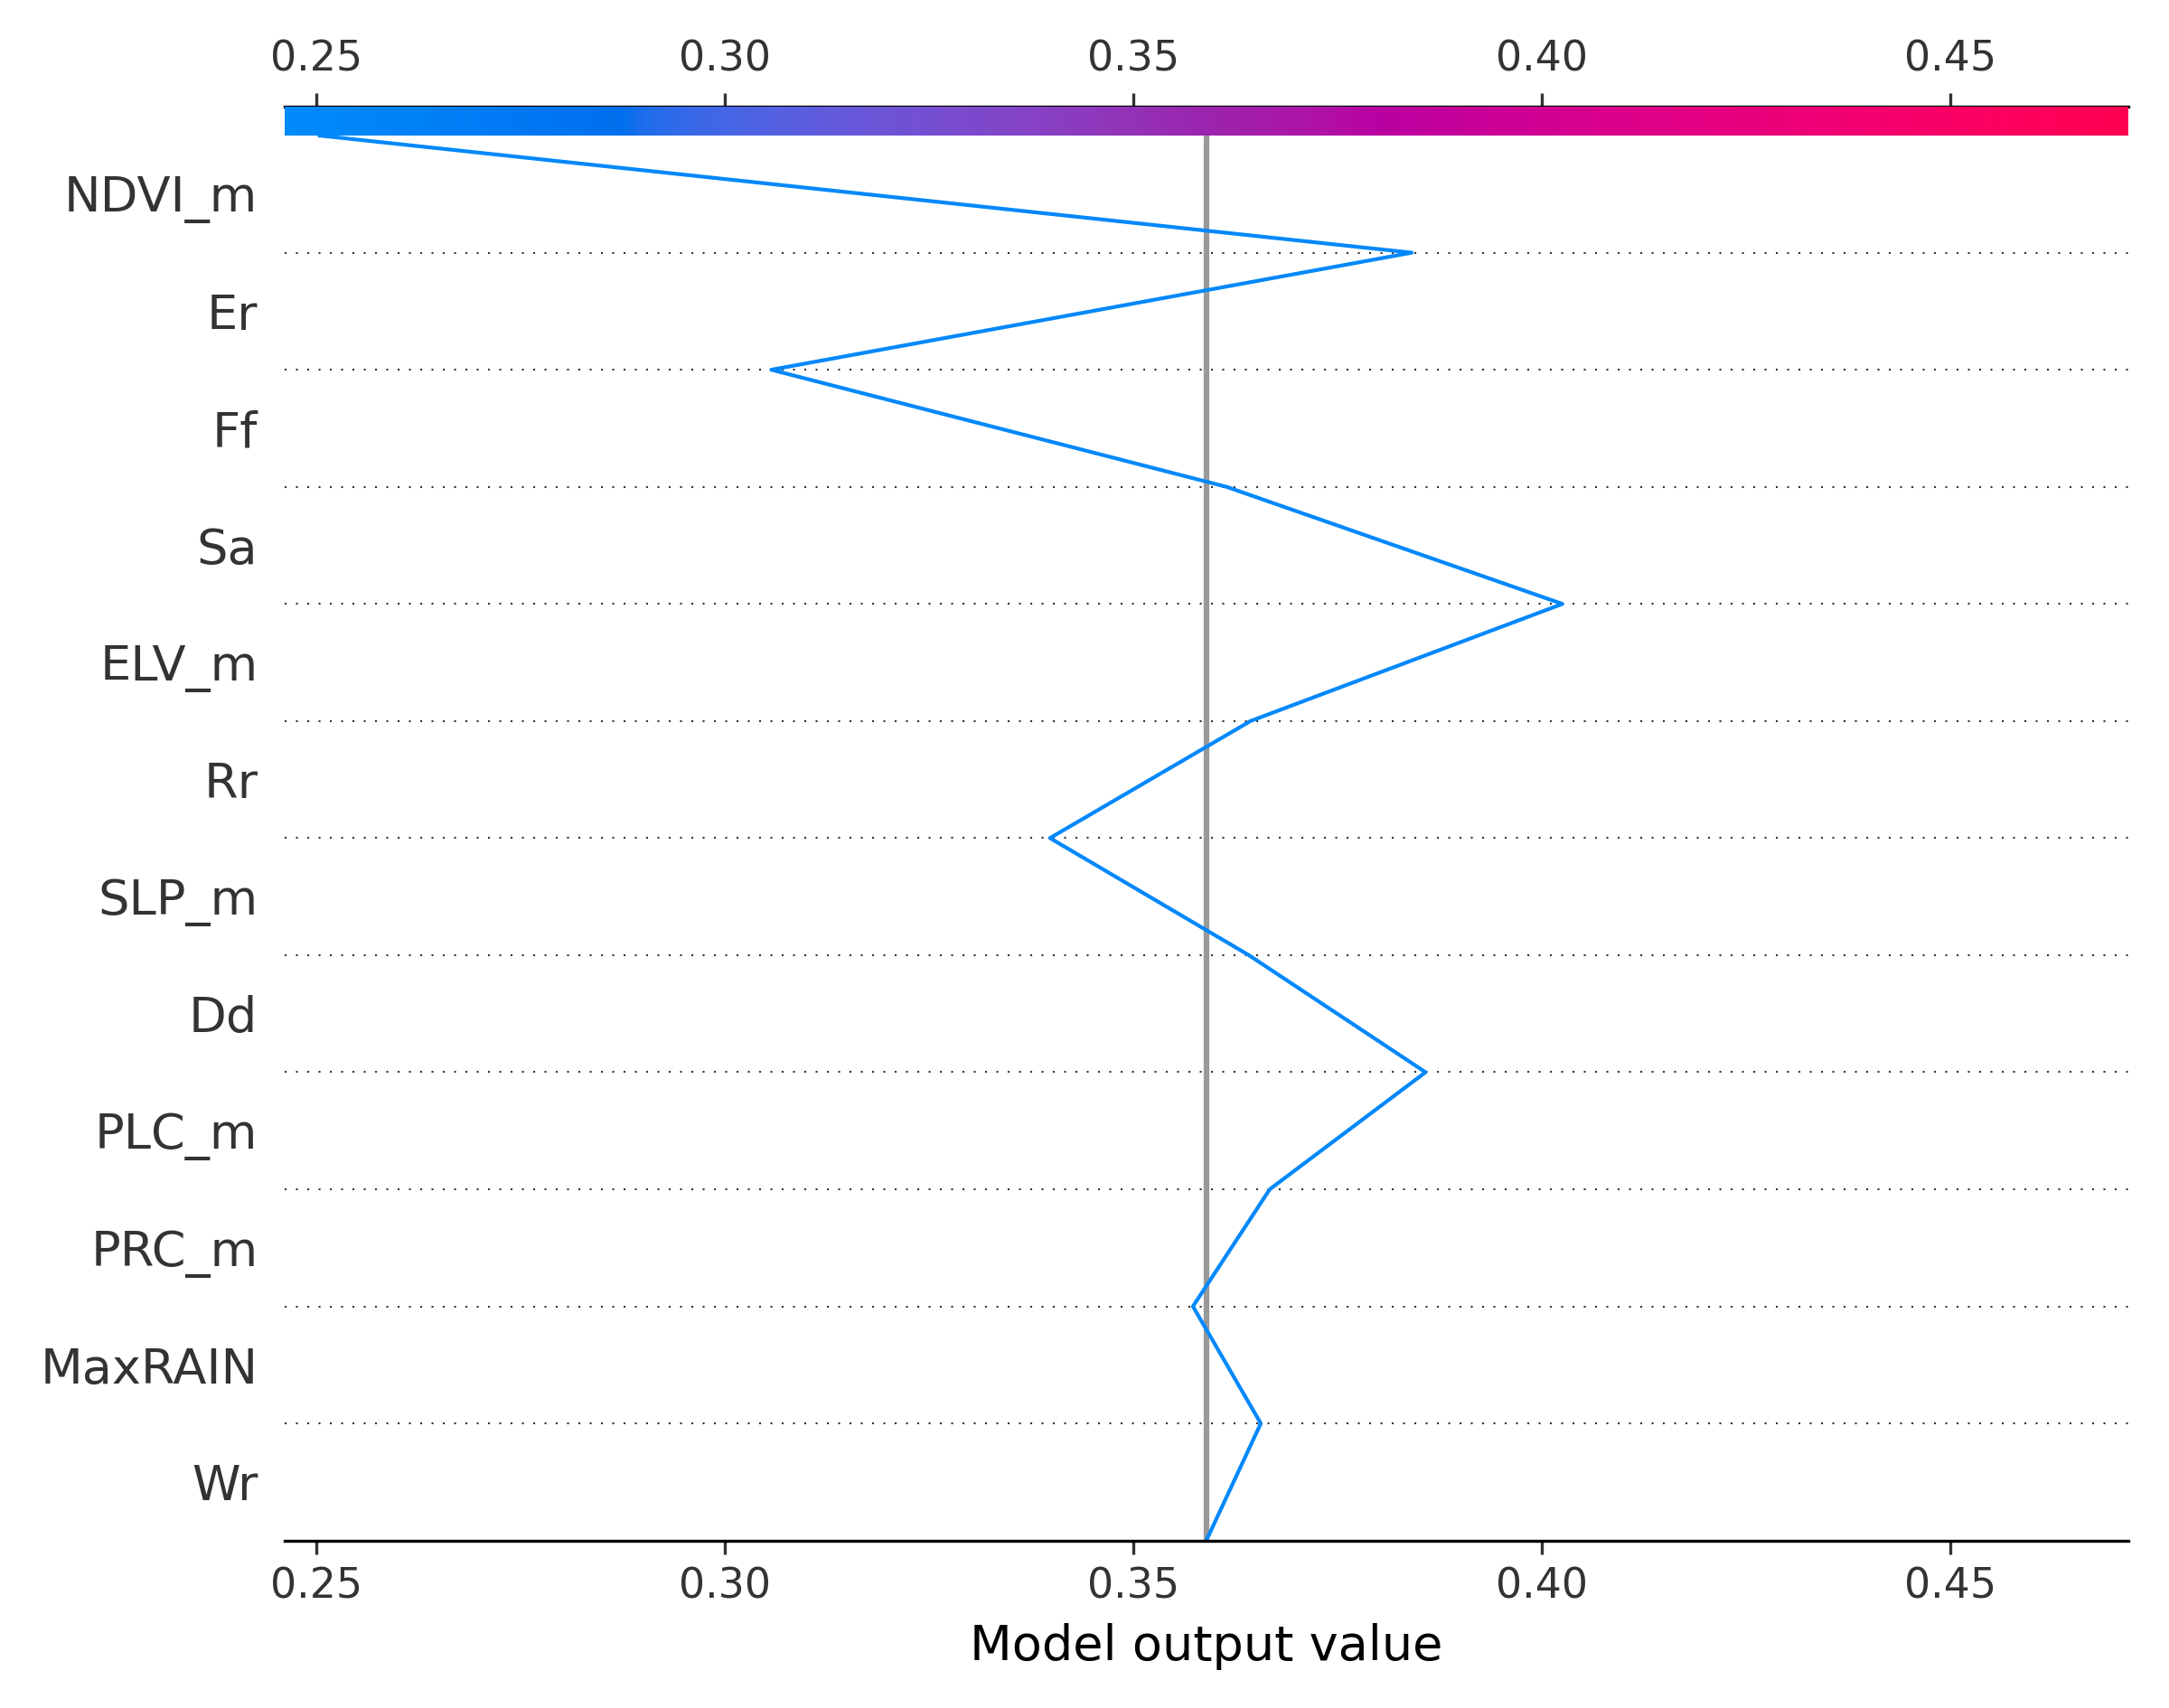 0.25 0.30 0.35 0.40 0.45
NDVI_m
Er
Ff
Sa
ELV_m
Rr
SLP_m
Dd
PLC_m
PRC_m
MaxRAIN
Wr
0.25 0.30 0.35 0.40 0.45
Model output value